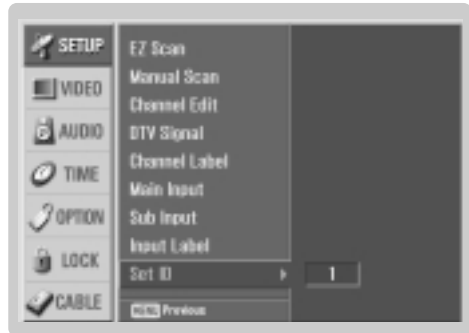 SETUP
VIDEO
AUDIO
TIME
OPTION
LOCK
CABLE
EZ Scan
Manual Scan
Channel Edit
DTV Signal
Channel Label
Main Input
Sub Input
Input Label
Set ID 1
MENU Previous